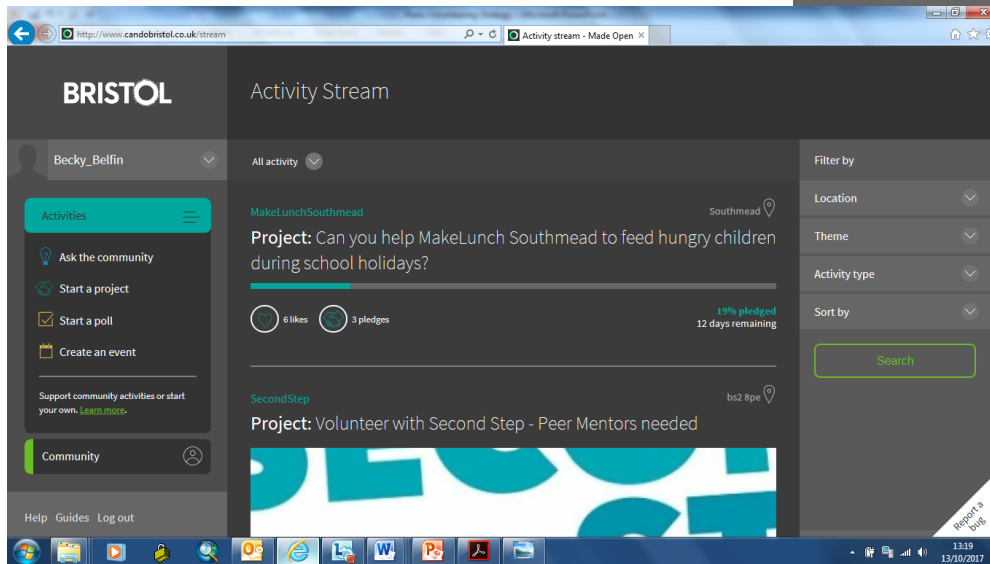 http://www.candobristol.co.uk/stream
Activity stream - Made Open
BRISTOL
Activity Stream
Becky_Belfin
All activity
Filter by
Activities
Ask the community
Start a project
Start a poll
Create an event
Support community activities or start
your own. Learn more.
Community
Help Guides Log out
MakeLunchSouthmead
Southmead
Project: Can you help MakeLunch Southmead to feed hungry children
during school holidays?
6 likes
3 pledges
19% pledged
12 days remaining
SecondStep
bs2 8pe
Project: Volunteer with Second Step - Peer Mentors needed
Location
Theme
Activity type
Sort by
Search
Report a
bug
13:19
13/10/2017